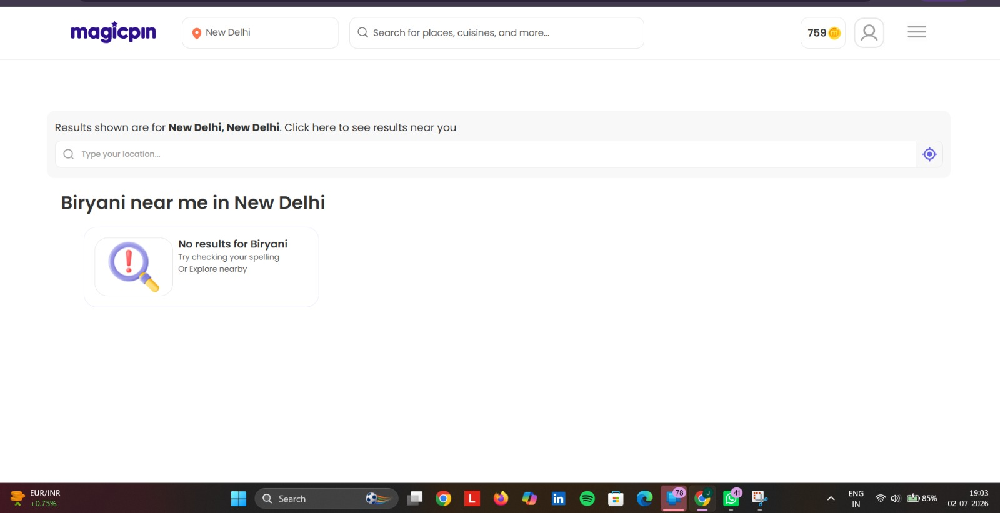 magicpin
New Delhi
Search for places, cuisines, and more...
759
Results shown are for New Delhi, New Delhi. Click here to see results near you
Type your location...
Biryani near me in New Delhi
No results for Biryani
Try checking your spelling
Or Explore nearby
EUR/INR
+0.75%
Search
L
in
78
J
41
ENG
IN
85%
19:03
02-07-2026